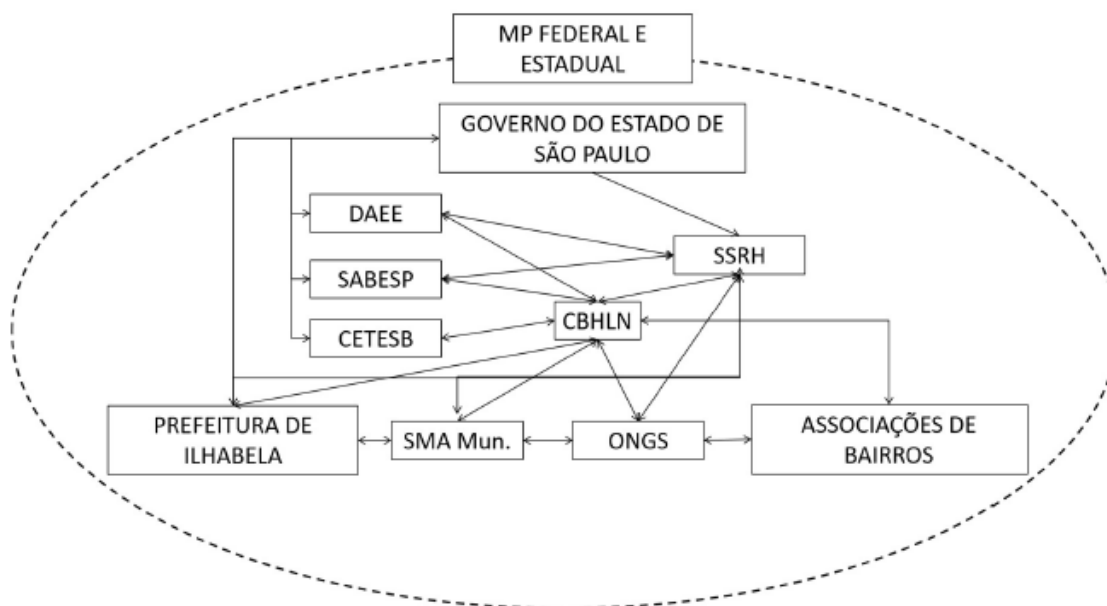 MP FEDERAL E
ESTADUAL
GOVERNO DO ESTADO DE
SÃO PAULO
DAEE
SSRH
SABESP
CBHLN
CETESB
PREFEITURA DE
ILHABELA
SMA Mun.
ONGS
ASSOCIAÇÕES DE
BAIRROS